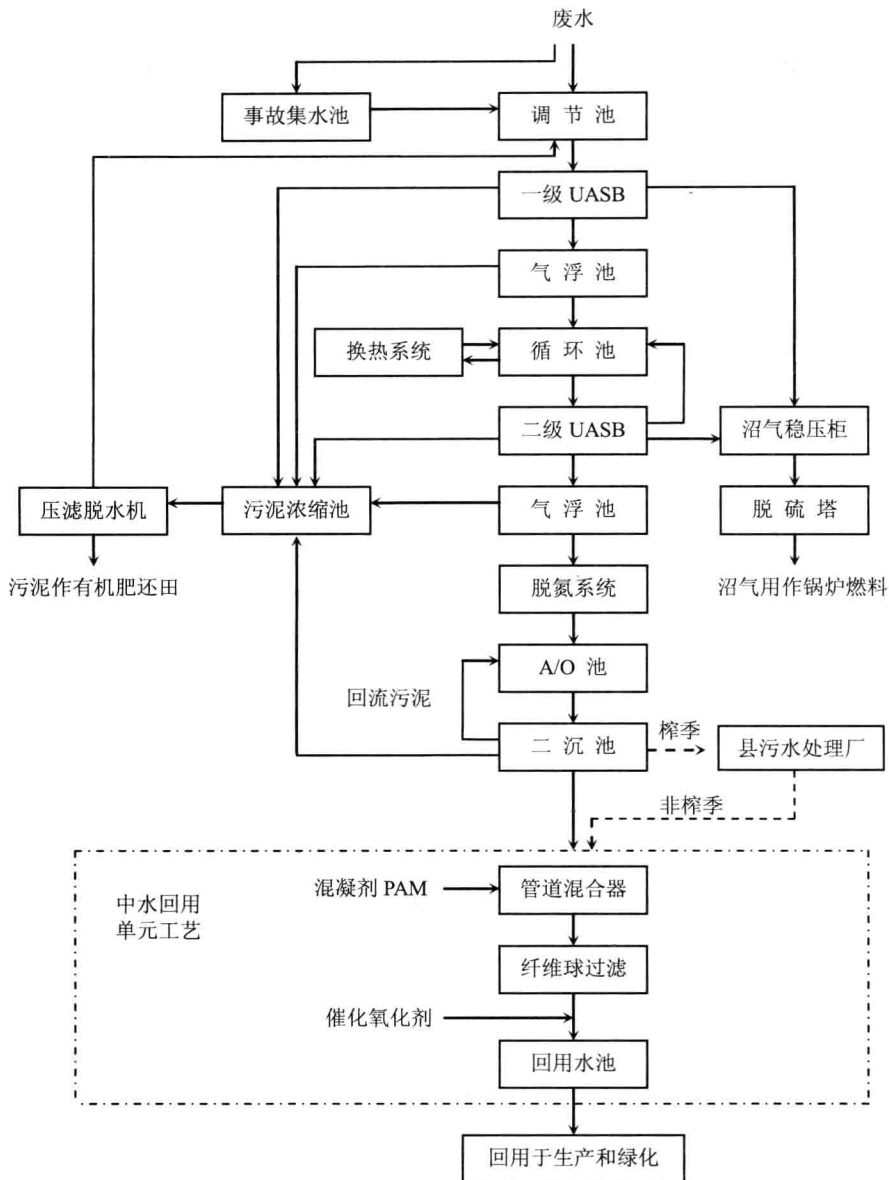 废水
事故集水池
调节池
一级 UASB
气浮池
换热系统
循环池
二级 UASB
沼气稳压柜
压滤脱水机
污泥浓缩池
气浮池
脱硫塔
污泥作有机肥还田
脱氮系统
沼气用作锅炉燃料
A/O 池
回流污泥
二沉池
榨季
县污水处理厂
非榨季
混凝剂 PAM
管道混合器
中水回用
单元工艺
纤维球过滤
催化氧化剂
回用水池
回用于生产和绿化